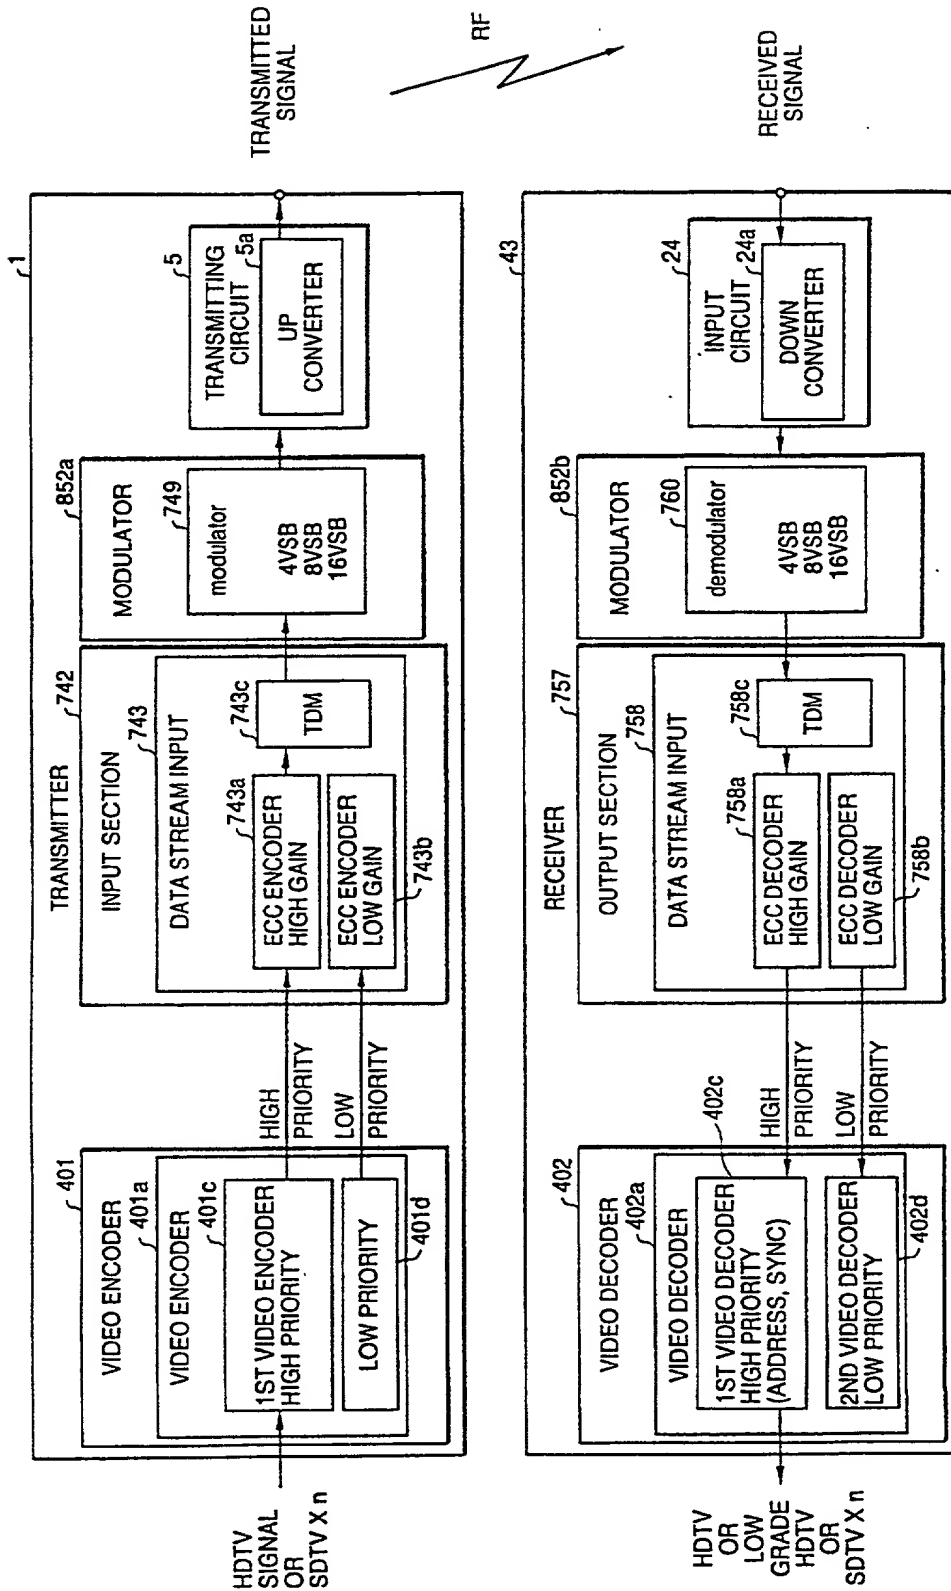 HDTV
SIGNAL
OR
SDTV X n
401
VIDEO ENCODER
401a
VIDEO ENCODER
401c
1ST VIDEO ENCODER
HIGH PRIORITY
LOW PRIORITY
401d
HIGH
PRIORITY
LOW
PRIORITY
TRANSMITTER
742
INPUT SECTION
743
DATA STREAM INPUT
743a
ECC ENCODER
HIGH GAIN
ECC ENCODER
LOW GAIN
743b
743c
TDM
852a
MODULATOR
749
modulator
4VSB
8VSB
16VSB
5
TRANSMITTING
CIRCUIT
5a
UP
CONVERTER
1
TRANSMITTED
SIGNAL
RF
HDTV
OR
LOW
GRADE
HDTV
OR
SDTV X n
402
VIDEO DECODER
402a
VIDEO DECODER
402c
1ST VIDEO DECODER
HIGH PRIORITY
(ADDRESS, SYNC)
2ND VIDEO DECODER
LOW PRIORITY
402d
HIGH
PRIORITY
LOW
PRIORITY
RECEIVER
757
OUTPUT SECTION
758
DATA STREAM INPUT
758a
ECC DECODER
HIGH GAIN
ECC DECODER
LOW GAIN
758b
758c
TDM
852b
MODULATOR
760
demodulator
4VSB
8VSB
16VSB
24
INPUT
CIRCUIT
24a
DOWN
CONVERTER
43
RECEIVED
SIGNAL